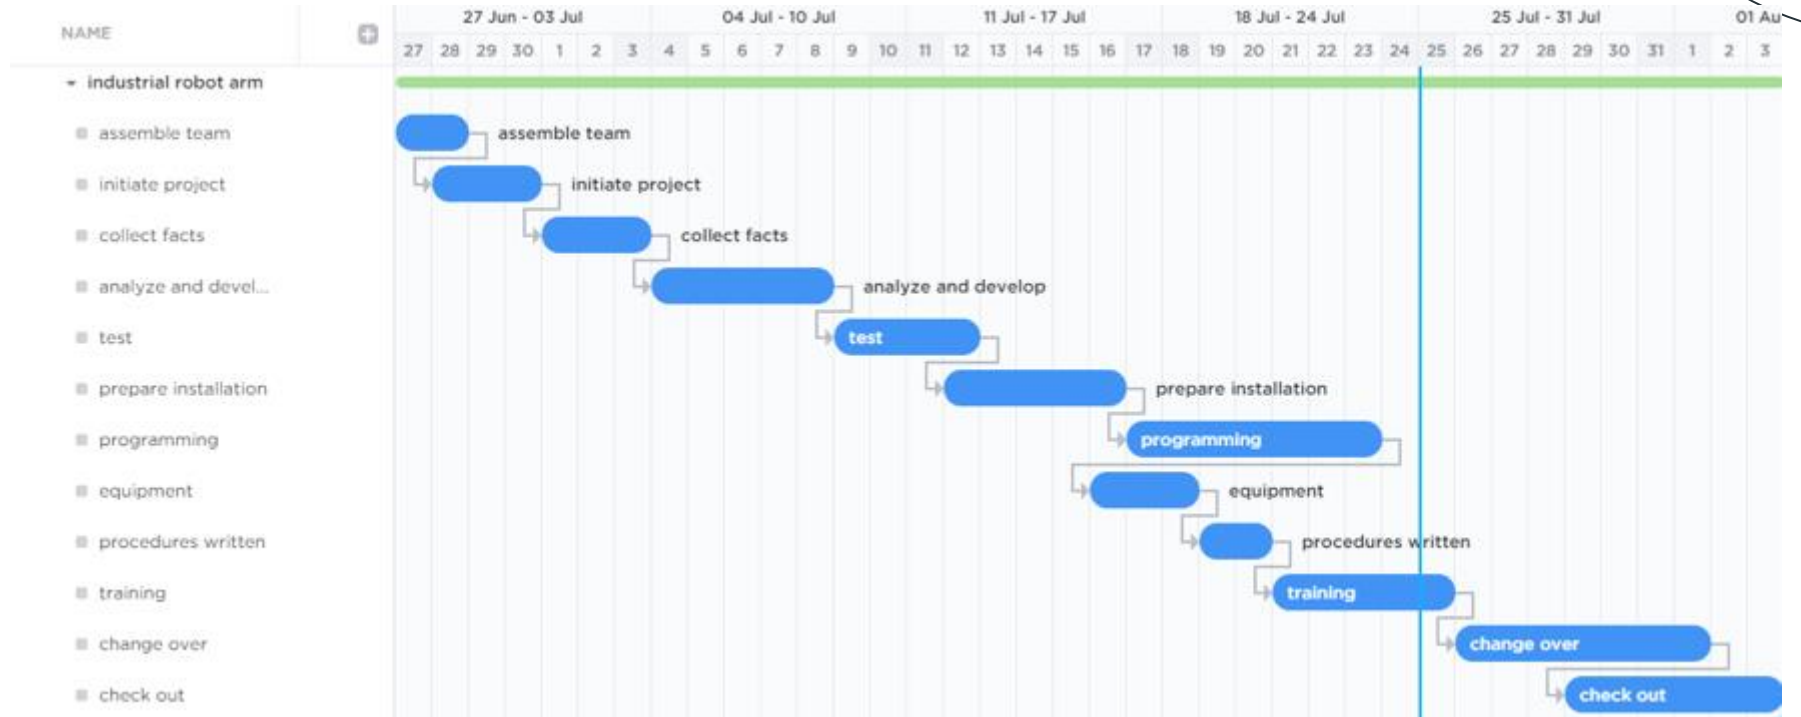 27 Jun - 03 Jul 04 Jul - 10 Jul 11 Jul - 17 Jul 18 Jul - 24 Jul 25 Jul - 31 Jul 01 Au
NAME
27 28 29 30 1 2 3 4 5 6 7 8 9 10 11 12 13 14 15 16 17 18 19 20 21 22 23 24 25 26 27 28 29 30 31 1 2 3
industrial robot arm
assemble team assemble team
initiate project initiate project
collect facts collect facts
analyze and devel... analyze and develop
test test
prepare installation prepare installation
programming programming
equipment equipment
procedures written procedures written
training training
change over change over
check out check out